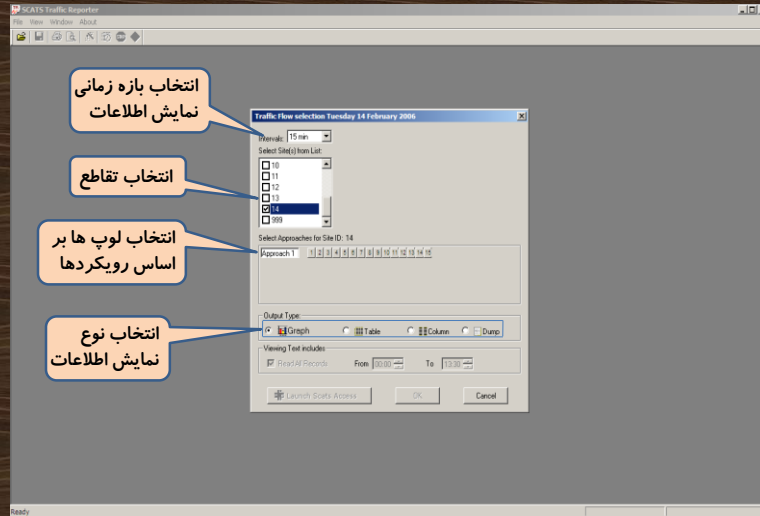 SCATS Traffic Reporter
File View Window About
انتخاب بازه زمانی
نمایش اطلاعات
انتخاب تقاطع
انتخاب لوپ ها بر
اساس رویکردها
انتخاب نوع
نمایش اطلاعات
Traffic Flow selection Tuesday 14 February 2006
Intervals: 15 min
Select Site(s) from List:
10
11
12
13
14
999
Select Approaches for Site ID: 14
Approach 1 1 2 3 4 5 6 7 8 9 10 11 12 13 14 15
Output Type:
Graph Table Column Dump
Viewing Text includes
Read All Records From 00:00 To 13:30
Launch Scats Access OK Cancel
Ready